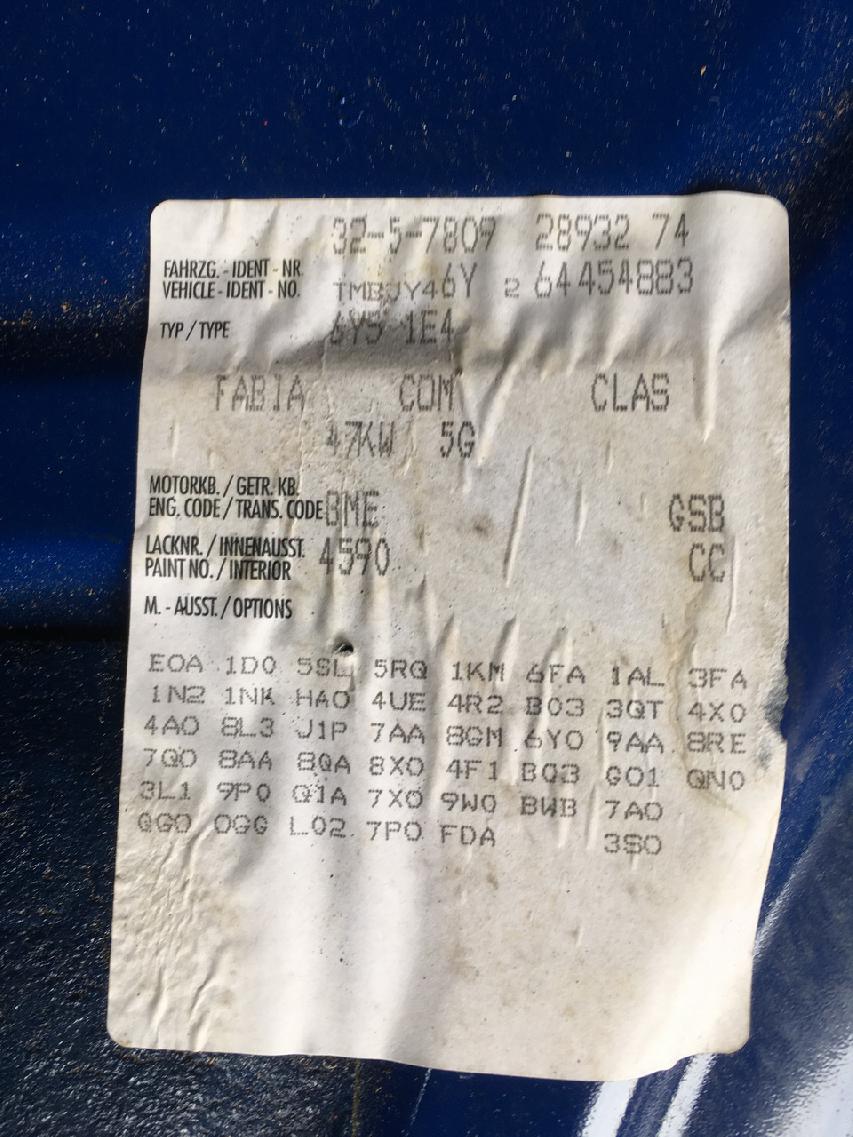 32-5-7809 28932 74
FAHRZG.-IDENT-NR.
VEHICLE-IDENT-NO. TMBJY46Y 2 64454883
TYP/TYPE 6Y5 1E4
FABIA COM CLAS
47KW 5G
MOTORKB./GETR. KB.
ENG. CODE/TRANS. CODE BME GSB
LACKNR./INNENAUSST.
PAINT NO./INTERIOR 4590 CC
M.-AUSST./OPTIONS
EOA 1D0 5SL 5RQ 1KM 6FA 1AL 3FA
1N2 1NK HAO 4UE 4R2 B03 3QT 4X0
4A0 8L3 J1P 7AA 8GM 6Y0 9AA 8RE
7Q0 8AA 8QA 8X0 4F1 BQ3 GO1 QN0
3L1 9P0 Q1A 7X0 9W0 BWB 7A0
QG0 OGG L02 7P0 FDA 3S0